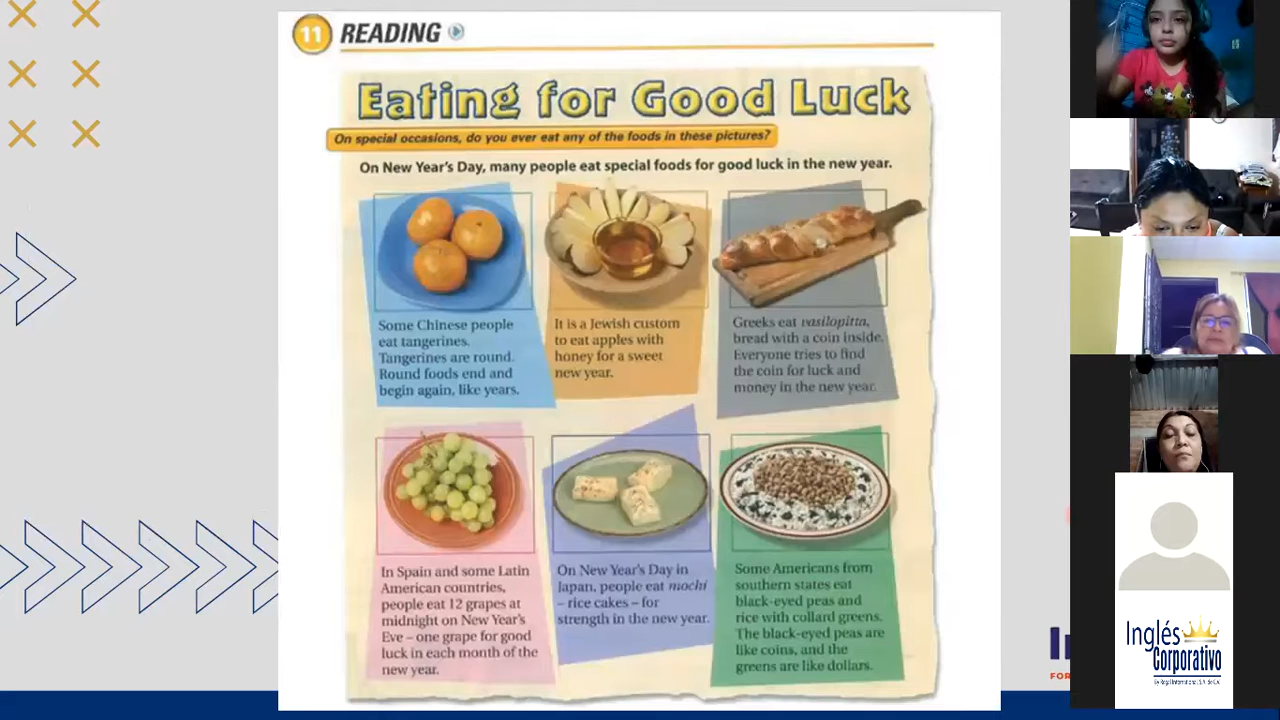 11 READING
Eating for Good Luck
On special occasions, do you ever eat any of the foods in these pictures?
On New Year's Day, many people eat special foods for good luck in the new year.
Some Chinese people
eat tangerines.
Tangerines are round.
Round foods end and
begin again, like years.
It is a Jewish custom
to eat apples with
honey for a sweet
new year.
Greeks eat vasilopitta,
bread with a coin inside.
Everyone tries to find
the coin for luck and
money in the new year.
In Spain and some Latin
American countries,
people eat 12 grapes at
midnight on New Year's
Eve – one grape for good
luck in each month of the
new year.
On New Year's Day in
Japan, people eat mochi
– rice cakes – for
strength in the new year.
Some Americans from
southern states eat
black-eyed peas and
rice with collard greens.
The black-eyed peas are
like coins, and the
greens are like dollars.
Inglés
Corporativo